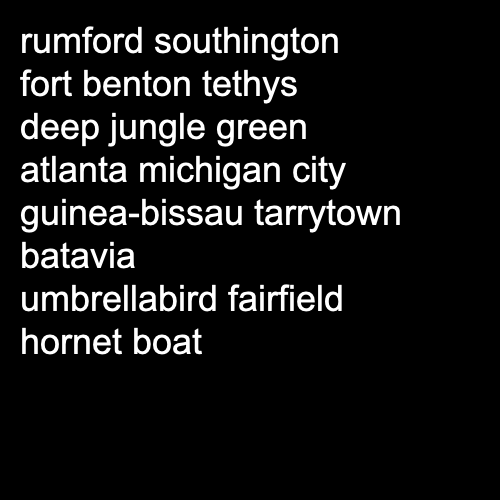 rumford southington
fort benton tethys
deep jungle green
atlanta michigan city
guinea-bissau tarrytown
batavia
umbrellabird fairfield
hornet boat